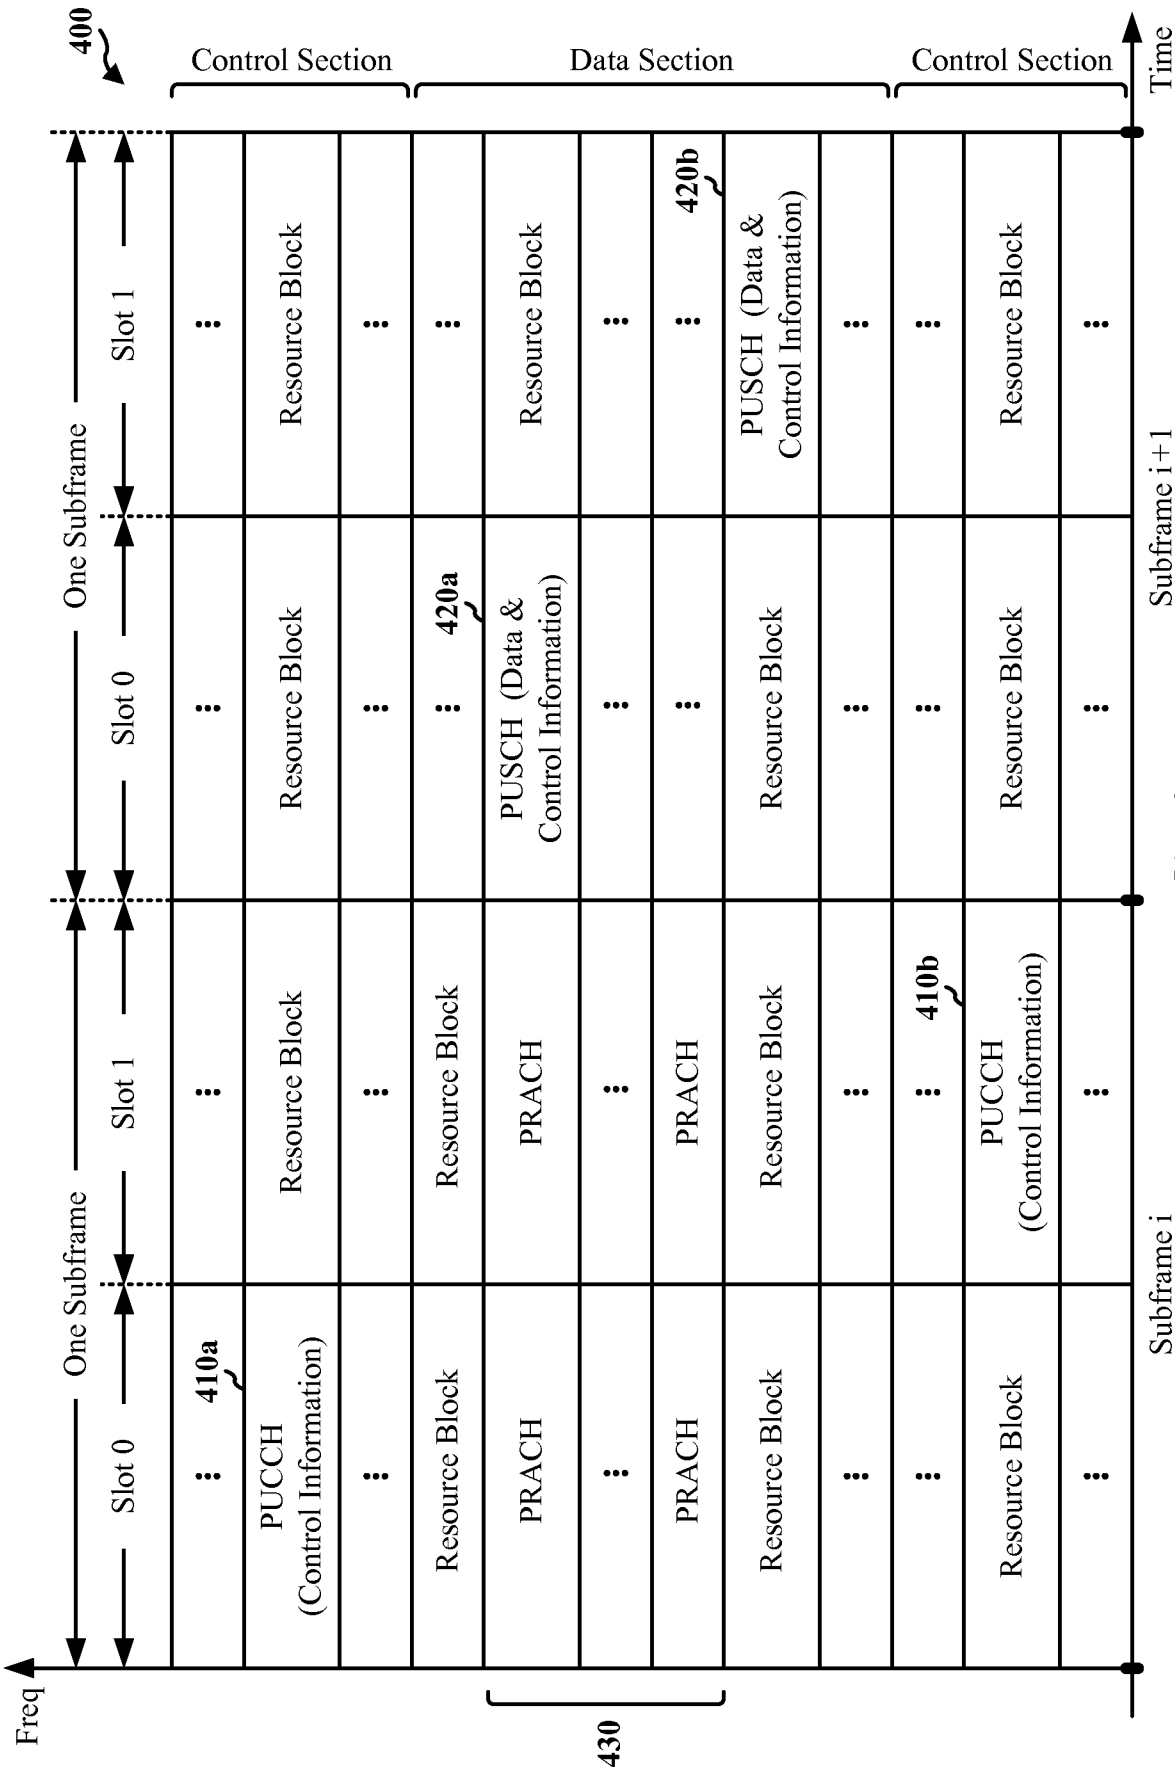 400
Freq
One Subframe
One Subframe
Slot 0
Slot 1
Slot 0
Slot 1
...
410a
...
...
...
Control Section
PUCCH
(Control Information)
Resource Block
Resource Block
Resource Block
...
...
...
...
Resource Block
Resource Block
...
420a
...
430
PRACH
PRACH
PUSCH (Data &
Control Information)
Resource Block
Data Section
...
...
...
...
PRACH
PRACH
...
...
420b
Resource Block
Resource Block
Resource Block
PUSCH (Data &
Control Information)
...
...
...
...
...
...
410b
...
...
Control Section
Resource Block
PUCCH
(Control Information)
Resource Block
Resource Block
...
...
...
...
Subframe i
Subframe i+1
Time